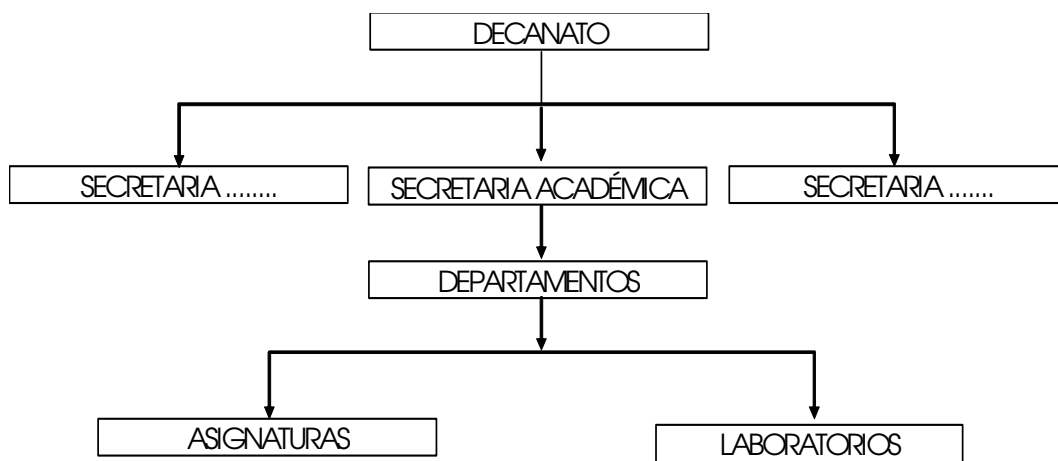 DECANATO
SECRETARIA ........
SECRETARIA ACADÉMICA
SECRETARIA .......
DEPARTAMENTOS
ASIGNATURAS
LABORATORIOS